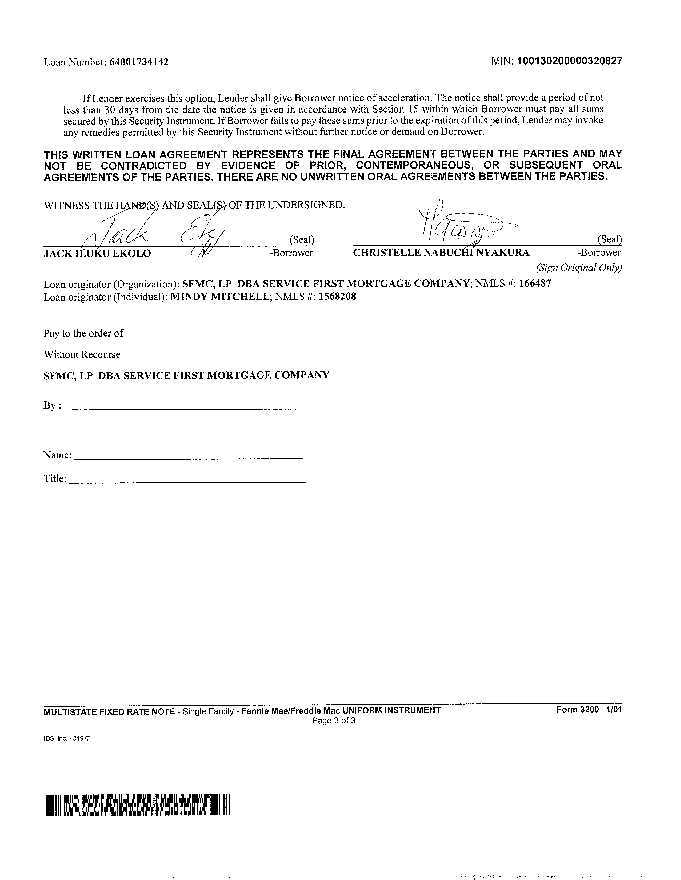 Loan Number: 64801734142 MIN: 100130200000320827
If Lender exercises this option, Lender shall give Borrower notice of acceleration. The notice shall provide a period of not
less than 30 days from the date the notice is given in accordance with Section 15 within which Borrower must pay all sums
secured by this Security Instrument. If Borrower fails to pay these sums prior to the expiration of this period, Lender may invoke
any remedies permitted by this Security Instrument without further notice or demand on Borrower.
THIS WRITTEN LOAN AGREEMENT REPRESENTS THE FINAL AGREEMENT BETWEEN THE PARTIES AND MAY
NOT BE CONTRADICTED BY EVIDENCE OF PRIOR, CONTEMPORANEOUS, OR SUBSEQUENT ORAL
AGREEMENTS OF THE PARTIES. THERE ARE NO UNWRITTEN ORAL AGREEMENTS BETWEEN THE PARTIES.
WITNESS THE HAND(S) AND SEAL(S) OF THE UNDERSIGNED.
Jack
(Seal) (Seal)
JACK ILUKU EKOLO -Borrower CHRISTELLE NABUCHI NYAKURA -Borrower
(Sign Original Only)
Loan originator (Organization): SFMC, LP DBA SERVICE FIRST MORTGAGE COMPANY; NMLS #: 166487
Loan originator (Individual): MINDY MITCHELL; NMLS #: 1568208
Pay to the order of
Without Recourse
SFMC, LP DBA SERVICE FIRST MORTGAGE COMPANY
By :
Name:
Title:
MULTISTATE FIXED RATE NOTE - Single Family - Fannie Mae/Freddie Mac UNIFORM INSTRUMENT Form 3200 1/01
Page 3 of 3